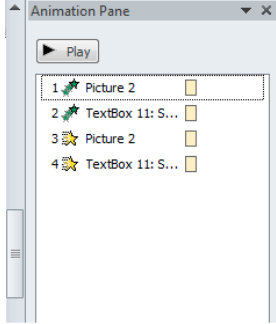 Animation Pane
Play
1 Picture 2
2 TextBox 11: S...
3 Picture 2
4 TextBox 11: S...